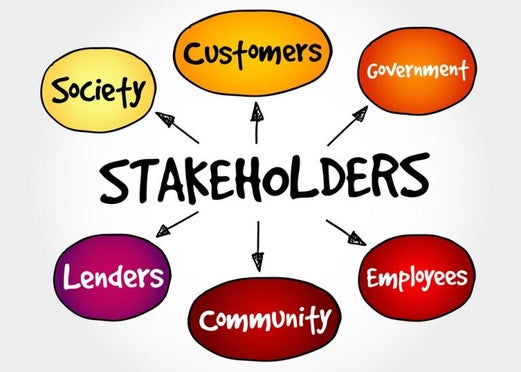 Customers
Society
Government
STAKEHOLDERS
Lenders
Employees
Community